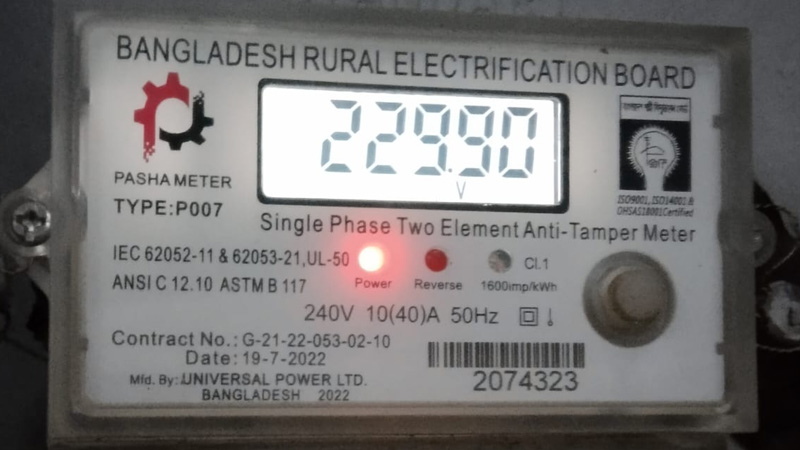 BANGLADESH RURAL ELECTRIFICATION BOARD
229.90
V
PASHA METER
TYPE:P007
ISO9001, ISO14001 &
OHSAS18001Certified
Single Phase Two Element Anti-Tamper Meter
IEC 62052-11 & 62053-21,UL-50
ANSI C 12.10 ASTM B 117
Power
Reverse
Cl.1
1600imp/kWh
240V 10(40)A 50Hz
Contract No.: G-21-22-053-02-10
Date: 19-7-2022
Mfd. By.:UNIVERSAL POWER LTD.
BANGLADESH 2022
2074323